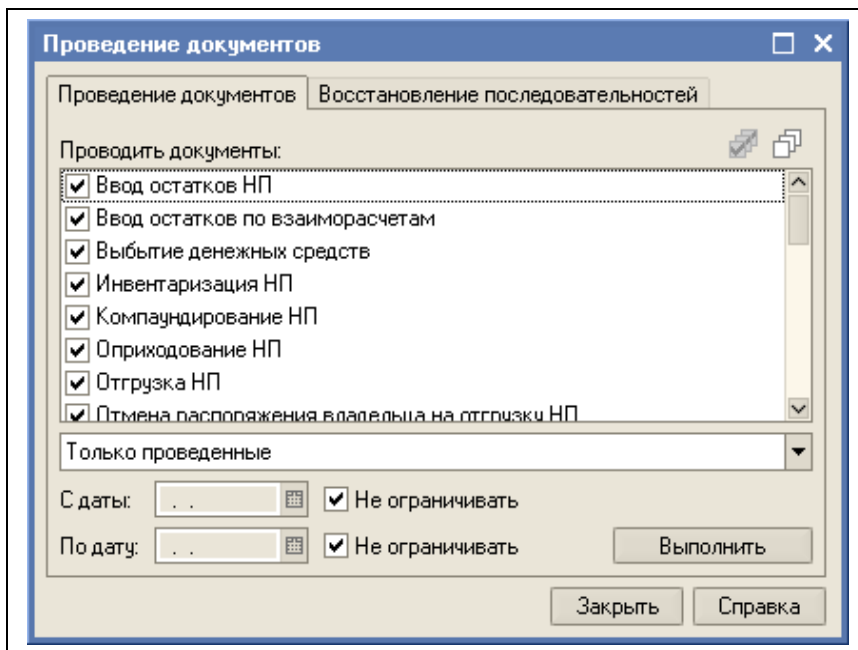 Проведение документов
Проведение документов Восстановление последовательностей
Проводить документы:
Ввод остатков НП
Ввод остатков по взаиморасчетам
Выбытие денежных средств
Инвентаризация НП
Компаундирование НП
Оприходование НП
Отгрузка НП
Отмена распоряжения владельца на отгрузку НП
Только проведенные
С даты: . . Не ограничивать
По дату: . . Не ограничивать Выполнить
Закрыть Справка